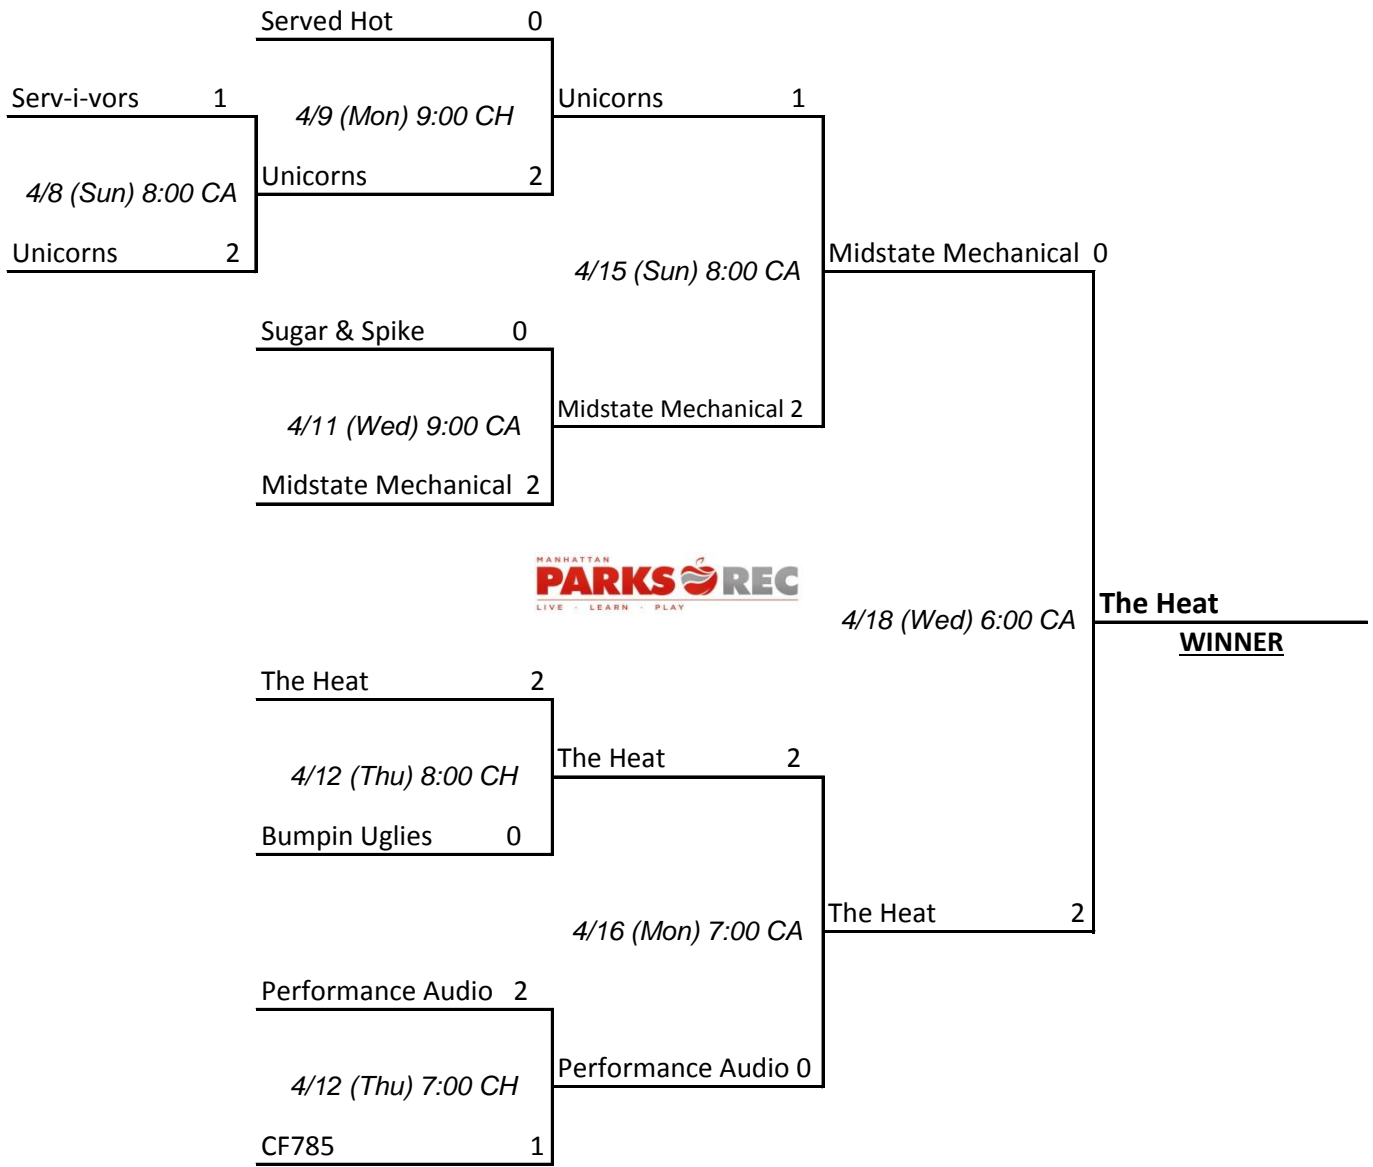 Served Hot 0
Serv-i-vors 1
4/9 (Mon) 9:00 CH
Unicorns 1
4/8 (Sun) 8:00 CA
Unicorns 2
Unicorns 2
4/15 (Sun) 8:00 CA
Midstate Mechanical 0
Sugar & Spike 0
4/11 (Wed) 9:00 CA
Midstate Mechanical 2
Midstate Mechanical 2
MANHATTAN
PARKS REC
LIVE - LEARN - PLAY
4/18 (Wed) 6:00 CA
The Heat
WINNER
The Heat 2
4/12 (Thu) 8:00 CH
The Heat 2
Bumpin Uglies 0
4/16 (Mon) 7:00 CA
The Heat 2
Performance Audio 2
4/12 (Thu) 7:00 CH
Performance Audio 0
CF785 1